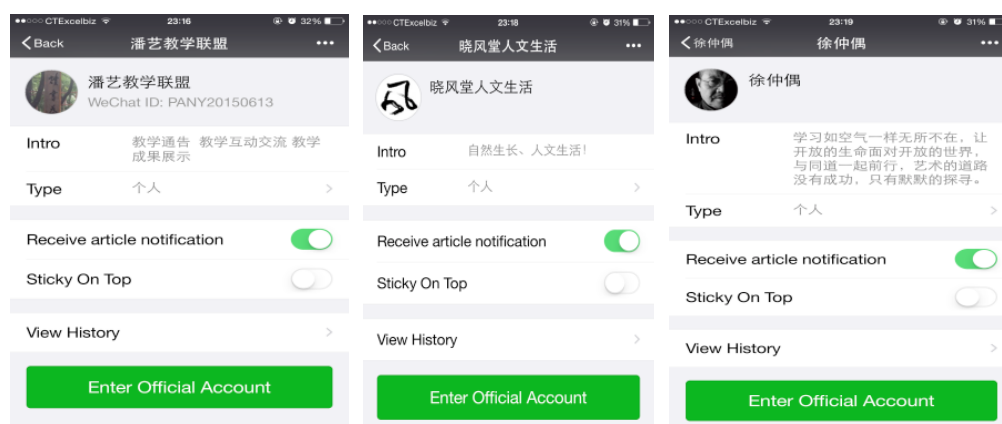 CTExcelbiz 23:16 32%
Back 潘艺教学联盟
潘艺教学联盟
WeChat ID: PANY20150613
Intro 教学通告 教学互动交流 教学
成果展示
Type 个人
Receive article notification
Sticky On Top
View History
Enter Official Account
CTExcelbiz 23:18 31%
Back 晓风堂人文生活
晓风堂人文生活
Intro 自然生长、人文生活!
Type 个人
Receive article notification
Sticky On Top
View History
Enter Official Account
CTExcelbiz 23:19 31%
徐仲偶 徐仲偶
徐仲偶
Intro 学习如空气一样无所不在，让
开放的生命面对开放的世界，
与同道一起前行，艺术的道路
没有成功，只有默默的探寻。
Type 个人
Receive article notification
Sticky On Top
View History
Enter Official Account